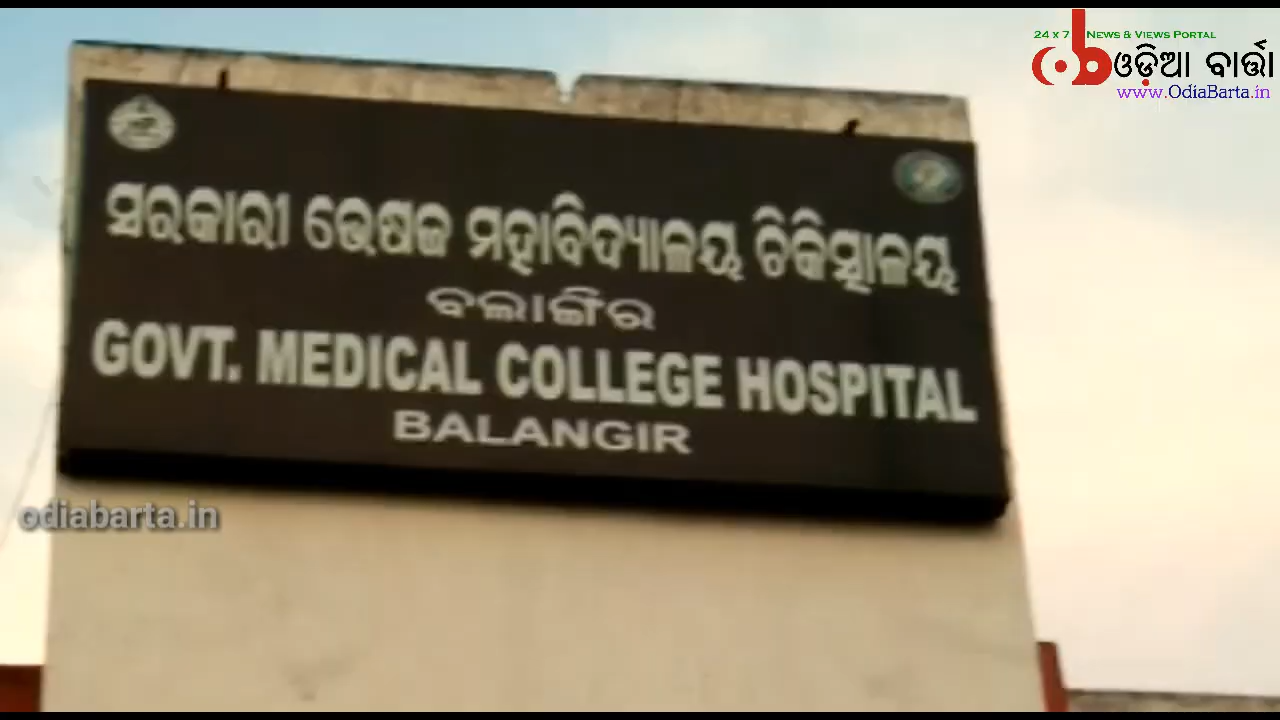 24 x 7 News & Views Portal
ଓଡ଼ିଆ ବାର୍ତ୍ତା
www.OdiaBarta.in
ସରକାରୀ ଭେଷଜ ମହାବିଦ୍ୟାଳୟ ଚିକିତ୍ସାଳୟ
ବଲାଙ୍ଗିର
GOVT. MEDICAL COLLEGE HOSPITAL
BALANGIR
odiabarta.in